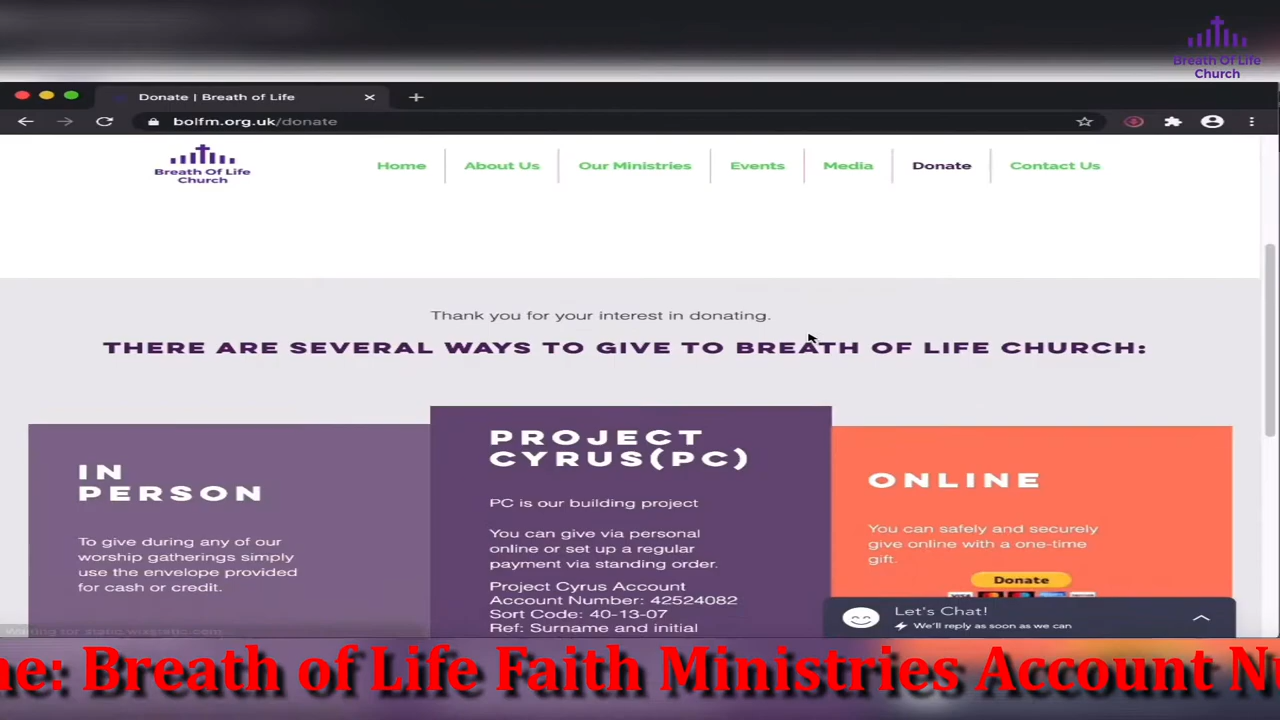 Breath Of Life
Church
Donate | Breath of Life
bolfm.org.uk/donate
Breath Of Life
Church
Home
About Us
Our Ministries
Events
Media
Donate
Contact Us
Thank you for your interest in donating.
THERE ARE SEVERAL WAYS TO GIVE TO BREATH OF LIFE CHURCH:
IN
PERSON
To give during any of our
worship gatherings simply
use the envelope provided
for cash or credit.
PROJECT
CYRUS(PC)
PC is our building project
You can give via personal
online or set up a regular
payment via standing order.
Project Cyrus Account
Account Number: 42524082
Sort Code: 40-13-07
Ref: Surname and initial
ONLINE
You can safely and securely
give online with a one-time
gift.
Donate
Let's Chat!
We'll reply as soon as we can
me: Breath of Life Faith Ministries Account Nu